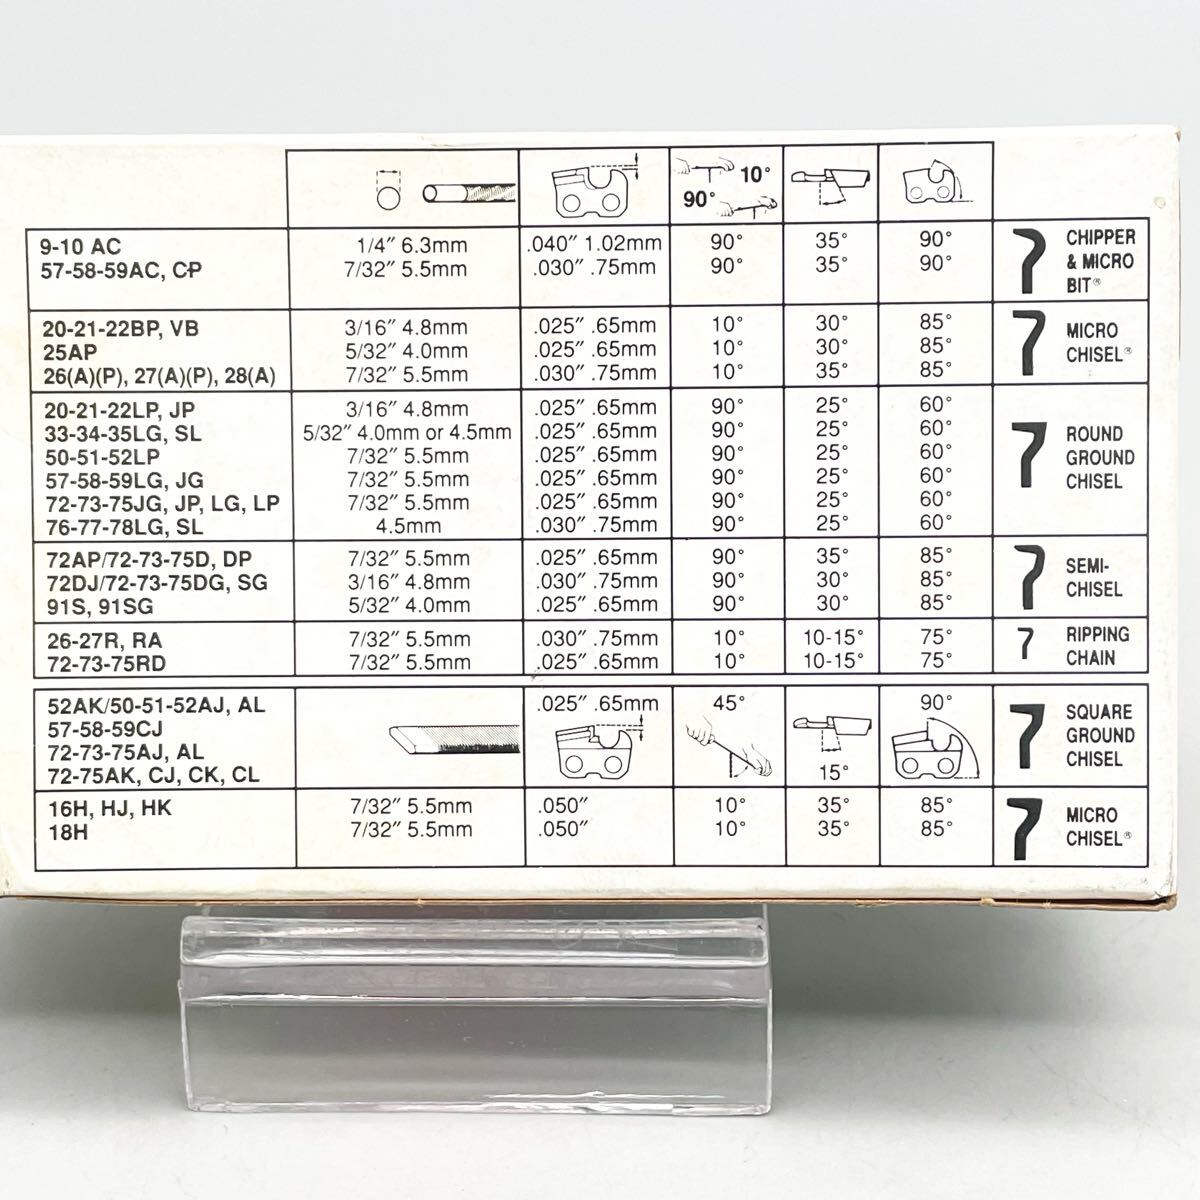 10°
90°
9-10 AC 1/4″ 6.3mm .040″ 1.02mm 90° 35° 90°
57-58-59AC, CP 7/32″ 5.5mm .030″ .75mm 90° 35° 90°
CHIPPER
& MICRO
BIT®
20-21-22BP, VB 3/16″ 4.8mm .025″ .65mm 10° 30° 85°
25AP 5/32″ 4.0mm .025″ .65mm 10° 30° 85°
26(A)(P), 27(A)(P), 28(A) 7/32″ 5.5mm .030″ .75mm 10° 35° 85°
MICRO
CHISEL®
20-21-22LP, JP 3/16″ 4.8mm .025″ .65mm 90° 25° 60°
33-34-35LG, SL 5/32″ 4.0mm or 4.5mm .025″ .65mm 90° 25° 60°
50-51-52LP 7/32″ 5.5mm .025″ .65mm 90° 25° 60°
57-58-59LG, JG 7/32″ 5.5mm .025″ .65mm 90° 25° 60°
72-73-75JG, JP, LG, LP 7/32″ 5.5mm .025″ .65mm 90° 25° 60°
76-77-78LG, SL 4.5mm .030″ .75mm 90° 25° 60°
ROUND
GROUND
CHISEL
72AP/72-73-75D, DP 7/32″ 5.5mm .025″ .65mm 90° 35° 85°
72DJ/72-73-75DG, SG 3/16″ 4.8mm .030″ .75mm 90° 30° 85°
91S, 91SG 5/32″ 4.0mm .025″ .65mm 90° 30° 85°
SEMI-
CHISEL
26-27R, RA 7/32″ 5.5mm .030″ .75mm 10° 10-15° 75°
72-73-75RD 7/32″ 5.5mm .025″ .65mm 10° 10-15° 75°
RIPPING
CHAIN
52AK/50-51-52AJ, AL .025″ .65mm 45° 90°
57-58-59CJ
72-73-75AJ, AL
72-75AK, CJ, CK, CL 15°
SQUARE
GROUND
CHISEL
16H, HJ, HK 7/32″ 5.5mm .050″ 10° 35° 85°
18H 7/32″ 5.5mm .050″ 10° 35° 85°
MICRO
CHISEL®